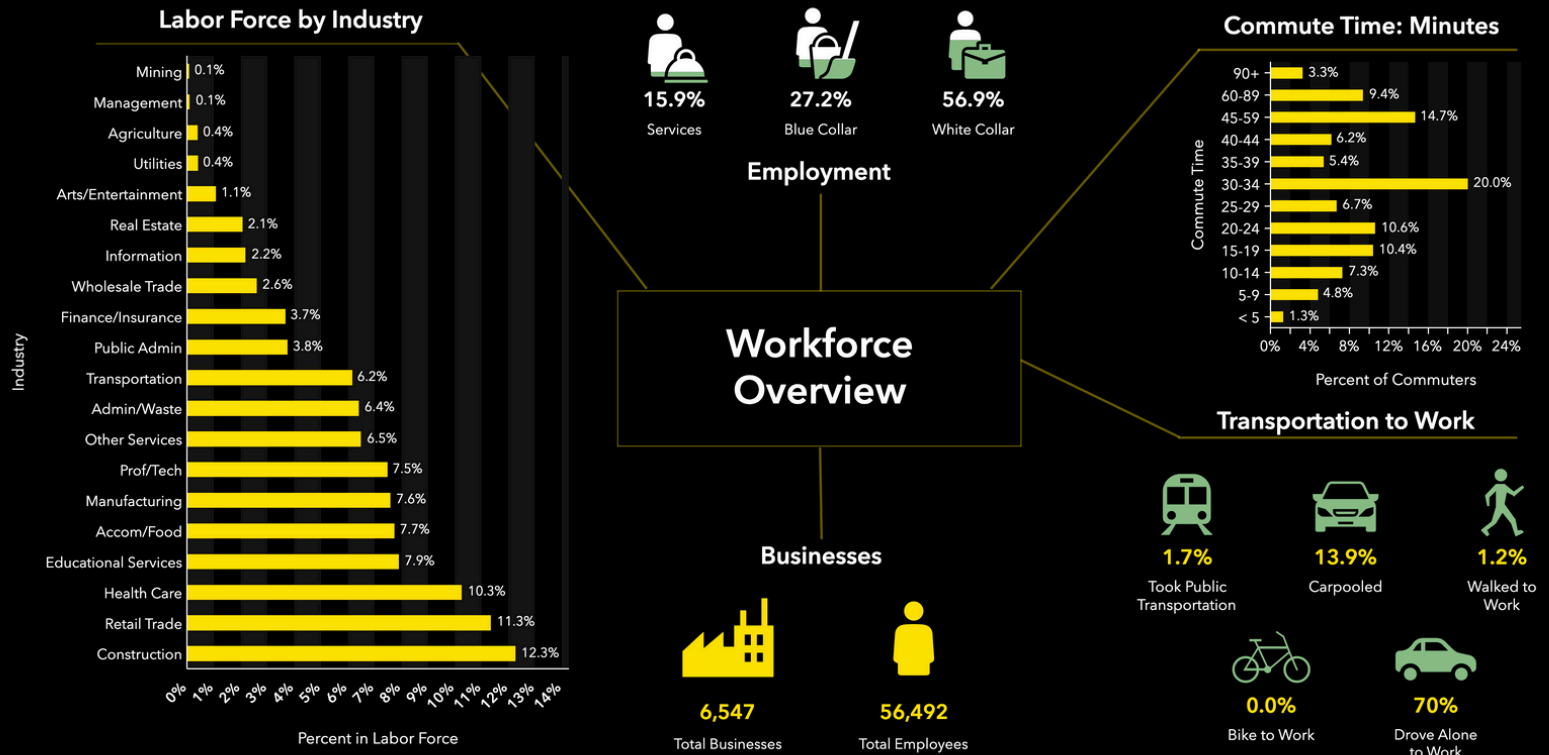 Labor Force by Industry
Industry
Mining 0.1%
Management 0.1%
Agriculture 0.4%
Utilities 0.4%
Arts/Entertainment 1.1%
Real Estate 2.1%
Information 2.2%
Wholesale Trade 2.6%
Finance/Insurance 3.7%
Public Admin 3.8%
Transportation 6.2%
Admin/Waste 6.4%
Other Services 6.5%
Prof/Tech 7.5%
Manufacturing 7.6%
Accom/Food 7.7%
Educational Services 7.9%
Health Care 10.3%
Retail Trade 11.3%
Construction 12.3%
0% 1% 2% 3% 4% 5% 6% 7% 8% 9% 10% 11% 12% 13% 14%
Percent in Labor Force
15.9% 27.2% 56.9%
Services Blue Collar White Collar
Employment
Workforce
Overview
Businesses
6,547 56,492
Total Businesses Total Employees
Commute Time: Minutes
Commute Time
90+ 3.3%
60-89 9.4%
45-59 14.7%
40-44 6.2%
35-39 5.4%
30-34 20.0%
25-29 6.7%
20-24 10.6%
15-19 10.4%
10-14 7.3%
5-9 4.8%
< 5 1.3%
0% 4% 8% 12% 16% 20% 24%
Percent of Commuters
Transportation to Work
1.7% 13.9% 1.2%
Took Public Carpooled Walked to
Transportation Work
0.0% 70%
Bike to Work Drove Alone
to Work